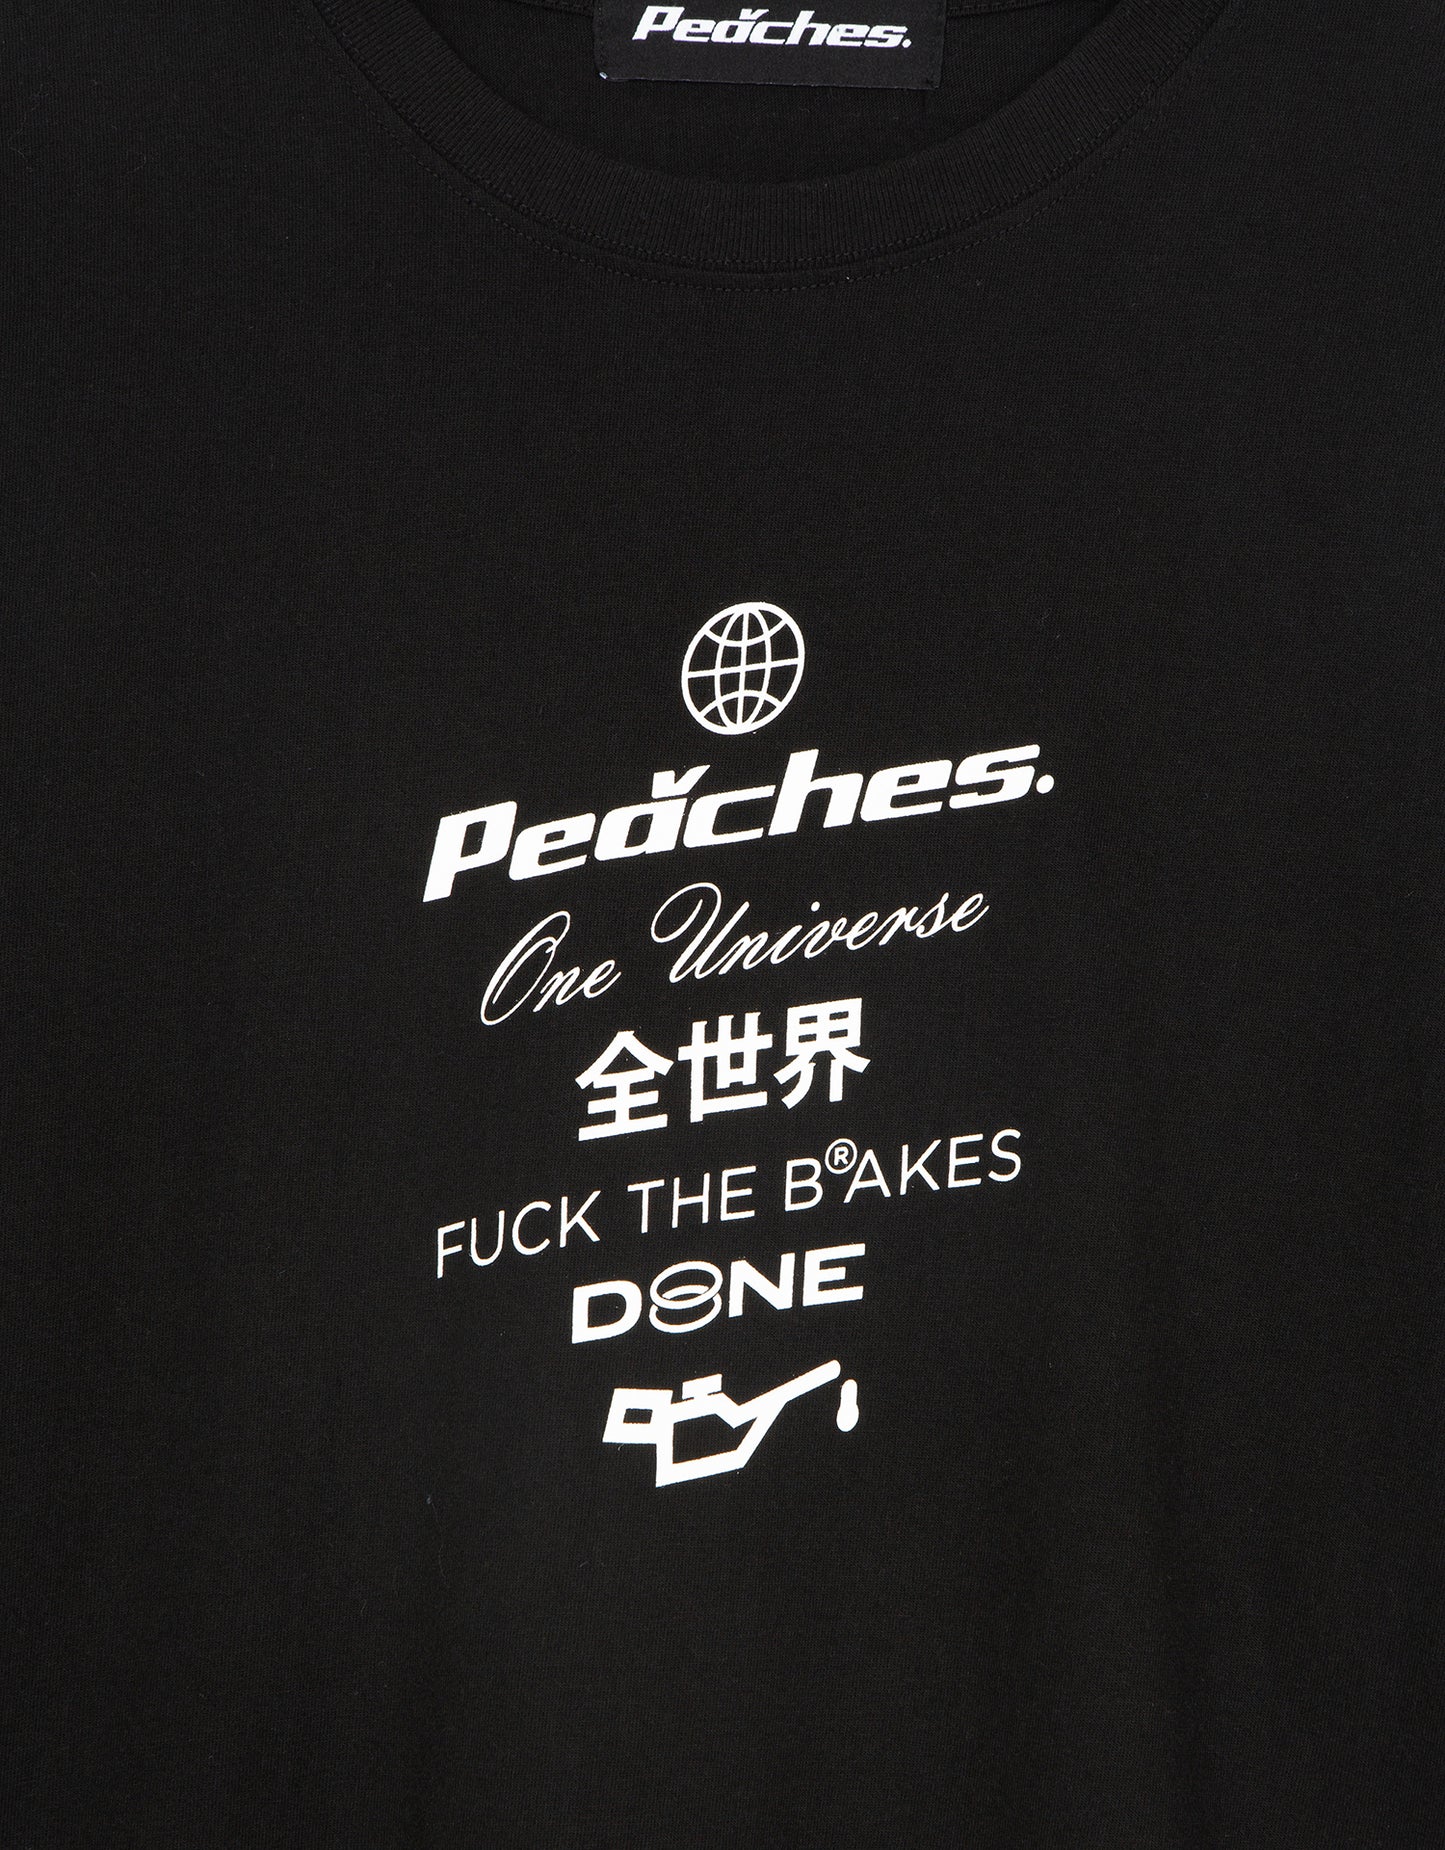 Peaches.
Peaches.
One Universe
全世界
FUCK THE B®AKES
DONE